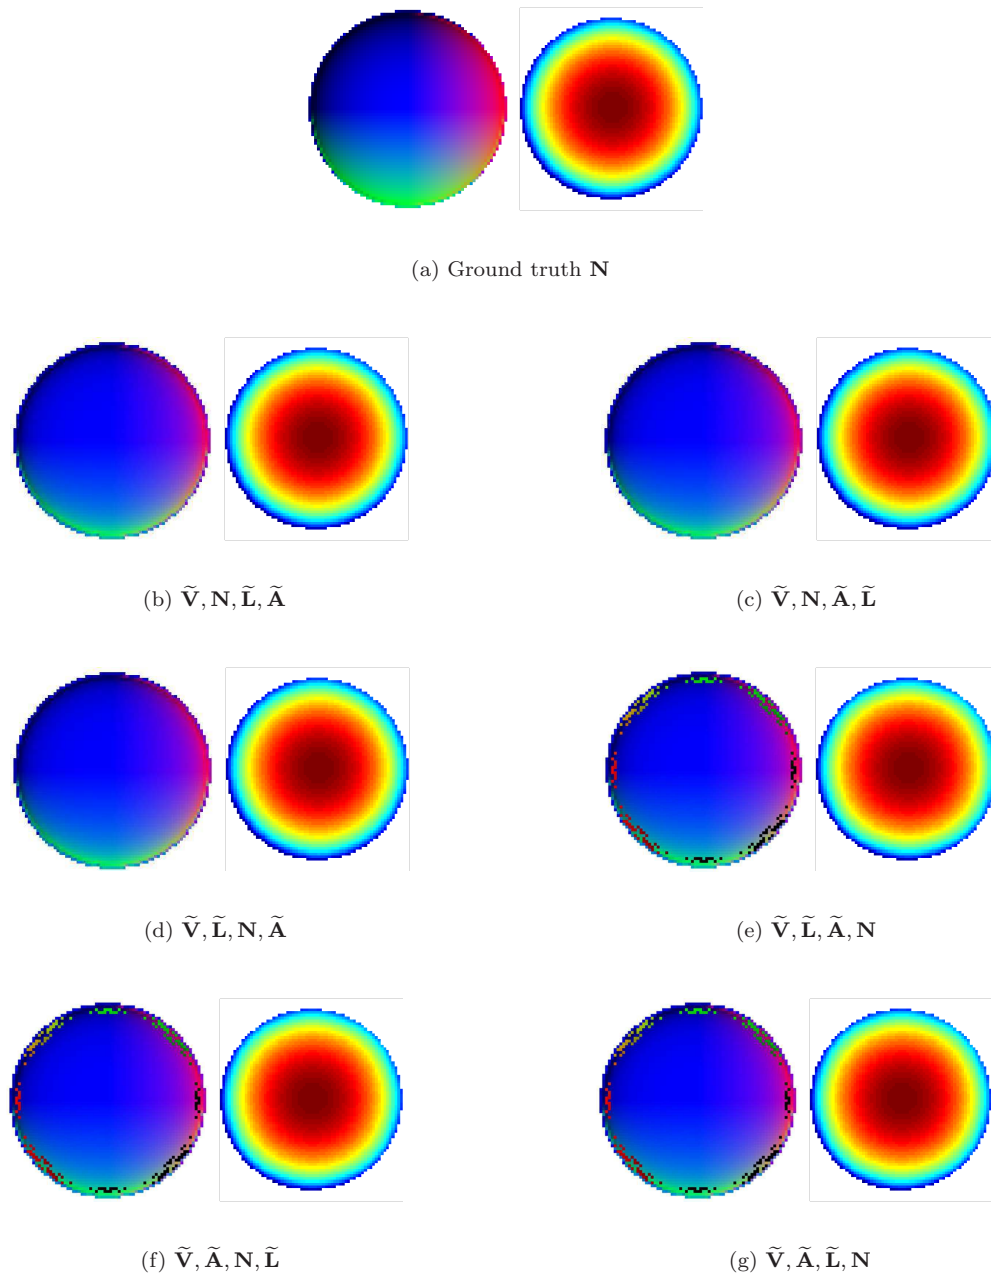 (a) Ground truth N
(b) Ṽ, N, L̃, Ã
(c) Ṽ, N, Ã, L̃
(d) Ṽ, L̃, N, Ã
(e) Ṽ, L̃, Ã, N
(f) Ṽ, Ã, N, L̃
(g) Ṽ, Ã, L̃, N